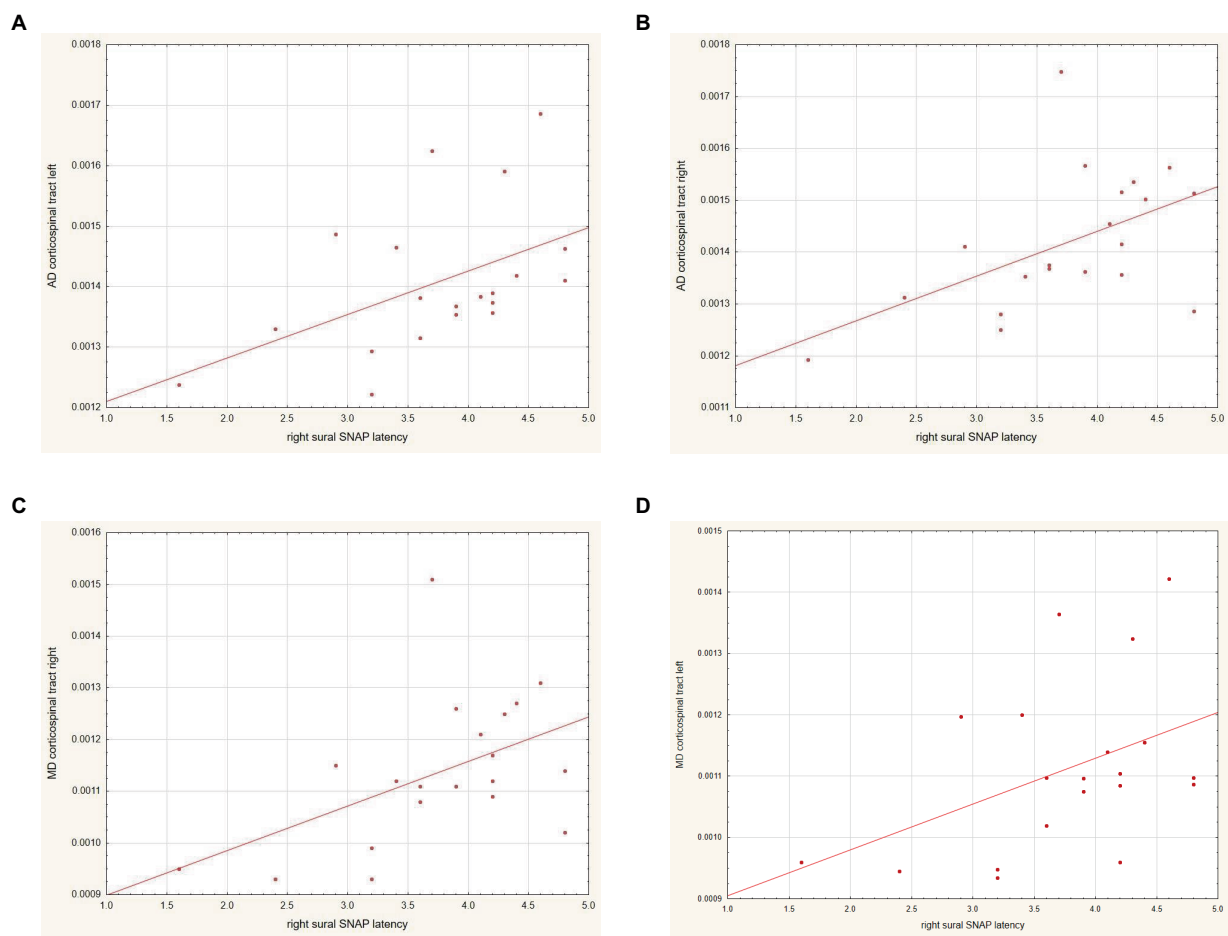 A
0.0018
0.0017
0.0016
0.0015
0.0014
0.0013
0.0012
1.0 1.5 2.0 2.5 3.0 3.5 4.0 4.5 5.0
right sural SNAP latency
AD corticospinal tract left
B
0.0018
0.0017
0.0016
0.0015
0.0014
0.0013
0.0012
0.0011
1.0 1.5 2.0 2.5 3.0 3.5 4.0 4.5 5.0
right sural SNAP latency
AD corticospinal tract right
C
0.0016
0.0015
0.0014
0.0013
0.0012
0.0011
0.0010
0.0009
1.0 1.5 2.0 2.5 3.0 3.5 4.0 4.5 5.0
right sural SNAP latency
MD corticospinal tract right
D
0.0015
0.0014
0.0013
0.0012
0.0011
0.0010
0.0009
1.0 1.5 2.0 2.5 3.0 3.5 4.0 4.5 5.0
right sural SNAP latency
MD corticospinal tract left